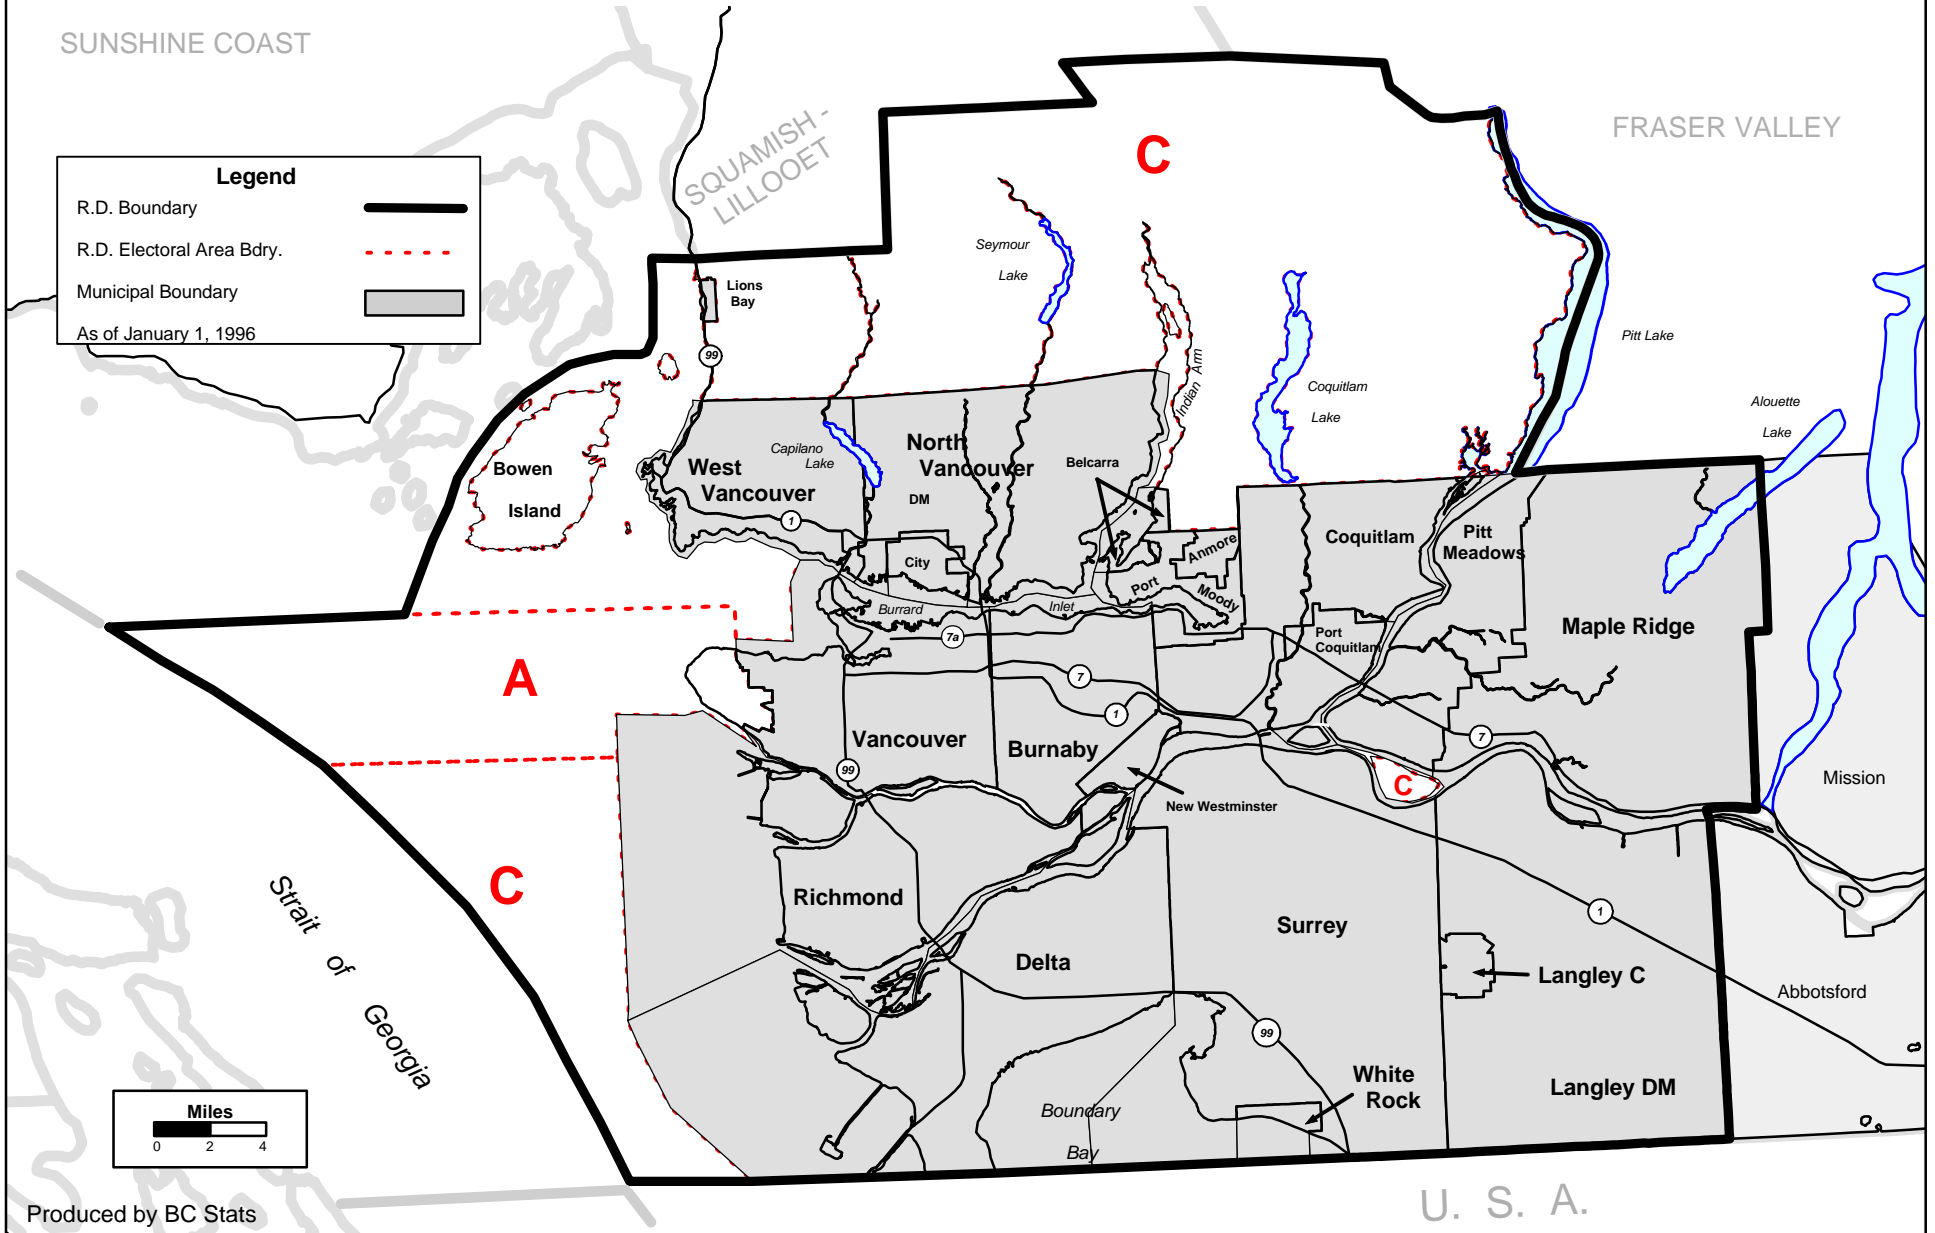 SUNSHINE COAST
SQUAMISH -
LILLOOET
FRASER VALLEY
C
Legend
R.D. Boundary
R.D. Electoral Area Bdry.
Municipal Boundary
As of January 1, 1996
Seymour
Lake
Lions
Bay
99
Indian Arm
Pitt Lake
Coquitlam
Lake
Alouette
Lake
Bowen
Island
West
Vancouver
Capilano
Lake
North
Vancouver
DM
Belcarra
1
City
Anmore
Port
Moody
Coquitlam
Pitt
Meadows
Burrard
Inlet
7a
Port
Coquitlam
Maple Ridge
A
7
1
Vancouver
Burnaby
7
99
New Westminster
C
Mission
C
Richmond
Surrey
1
Strait of Georgia
Delta
Langley C
Abbotsford
99
White
Rock
Langley DM
Boundary
Bay
Miles
0 2 4
Produced by BC Stats
U. S. A.